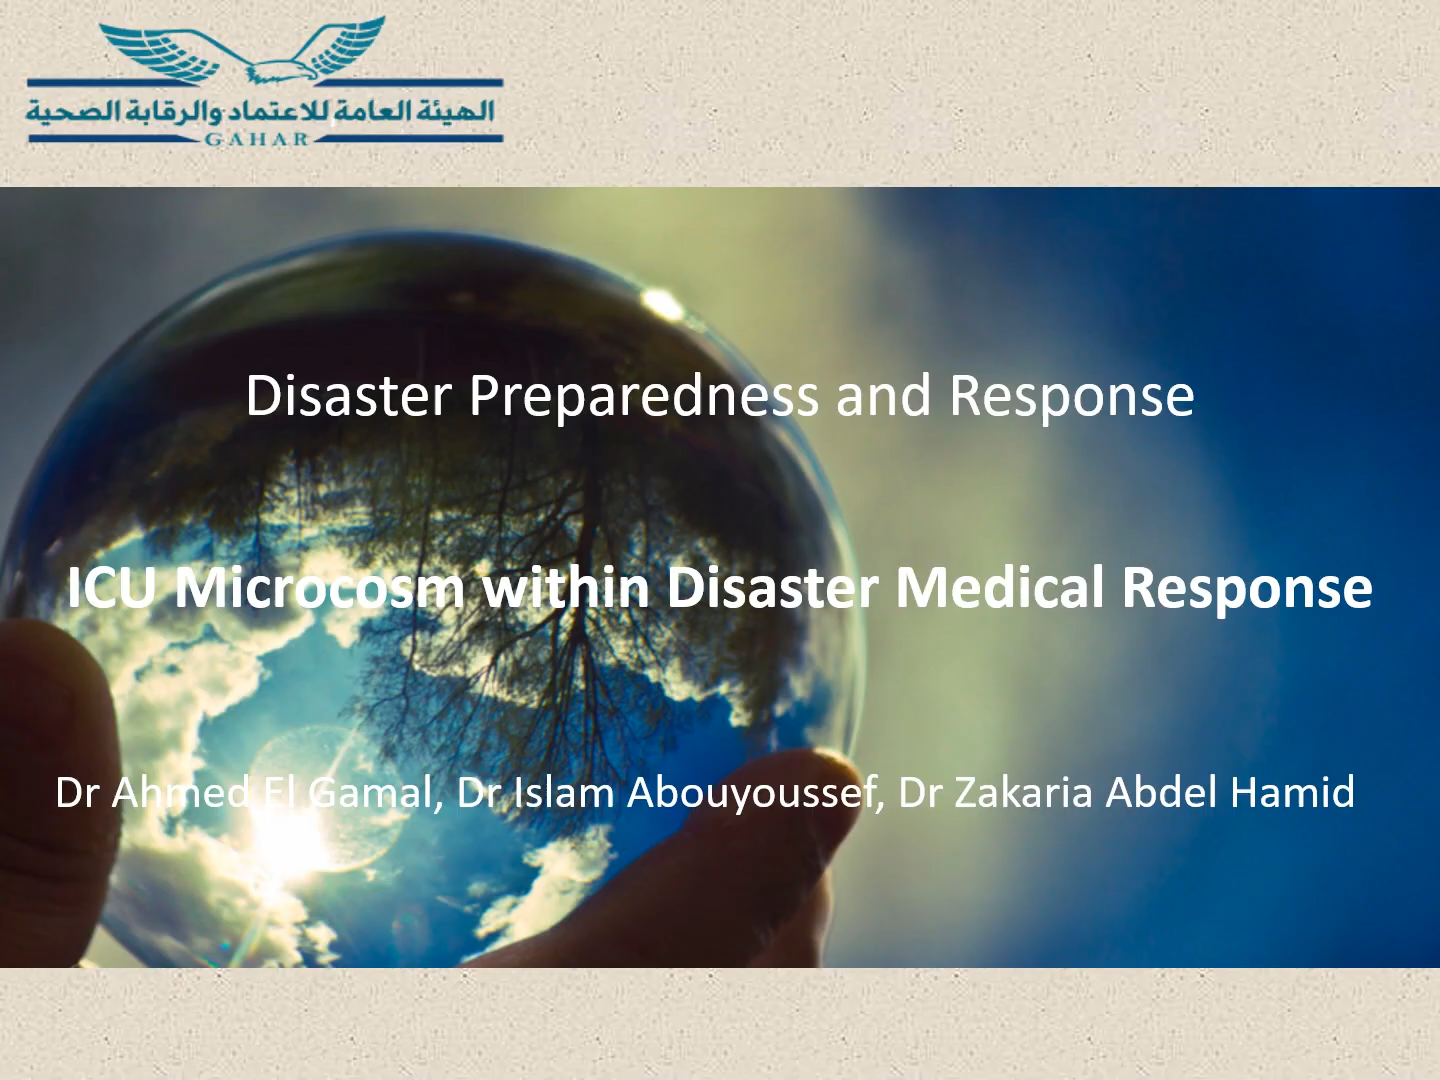 الهيئة العامة للاعتماد والرقابة الصحية
GAHAR
Disaster Preparedness and Response
ICU Microcosm within Disaster Medical Response
Dr Ahmed El Gamal, Dr Islam Abouyoussef, Dr Zakaria Abdel Hamid